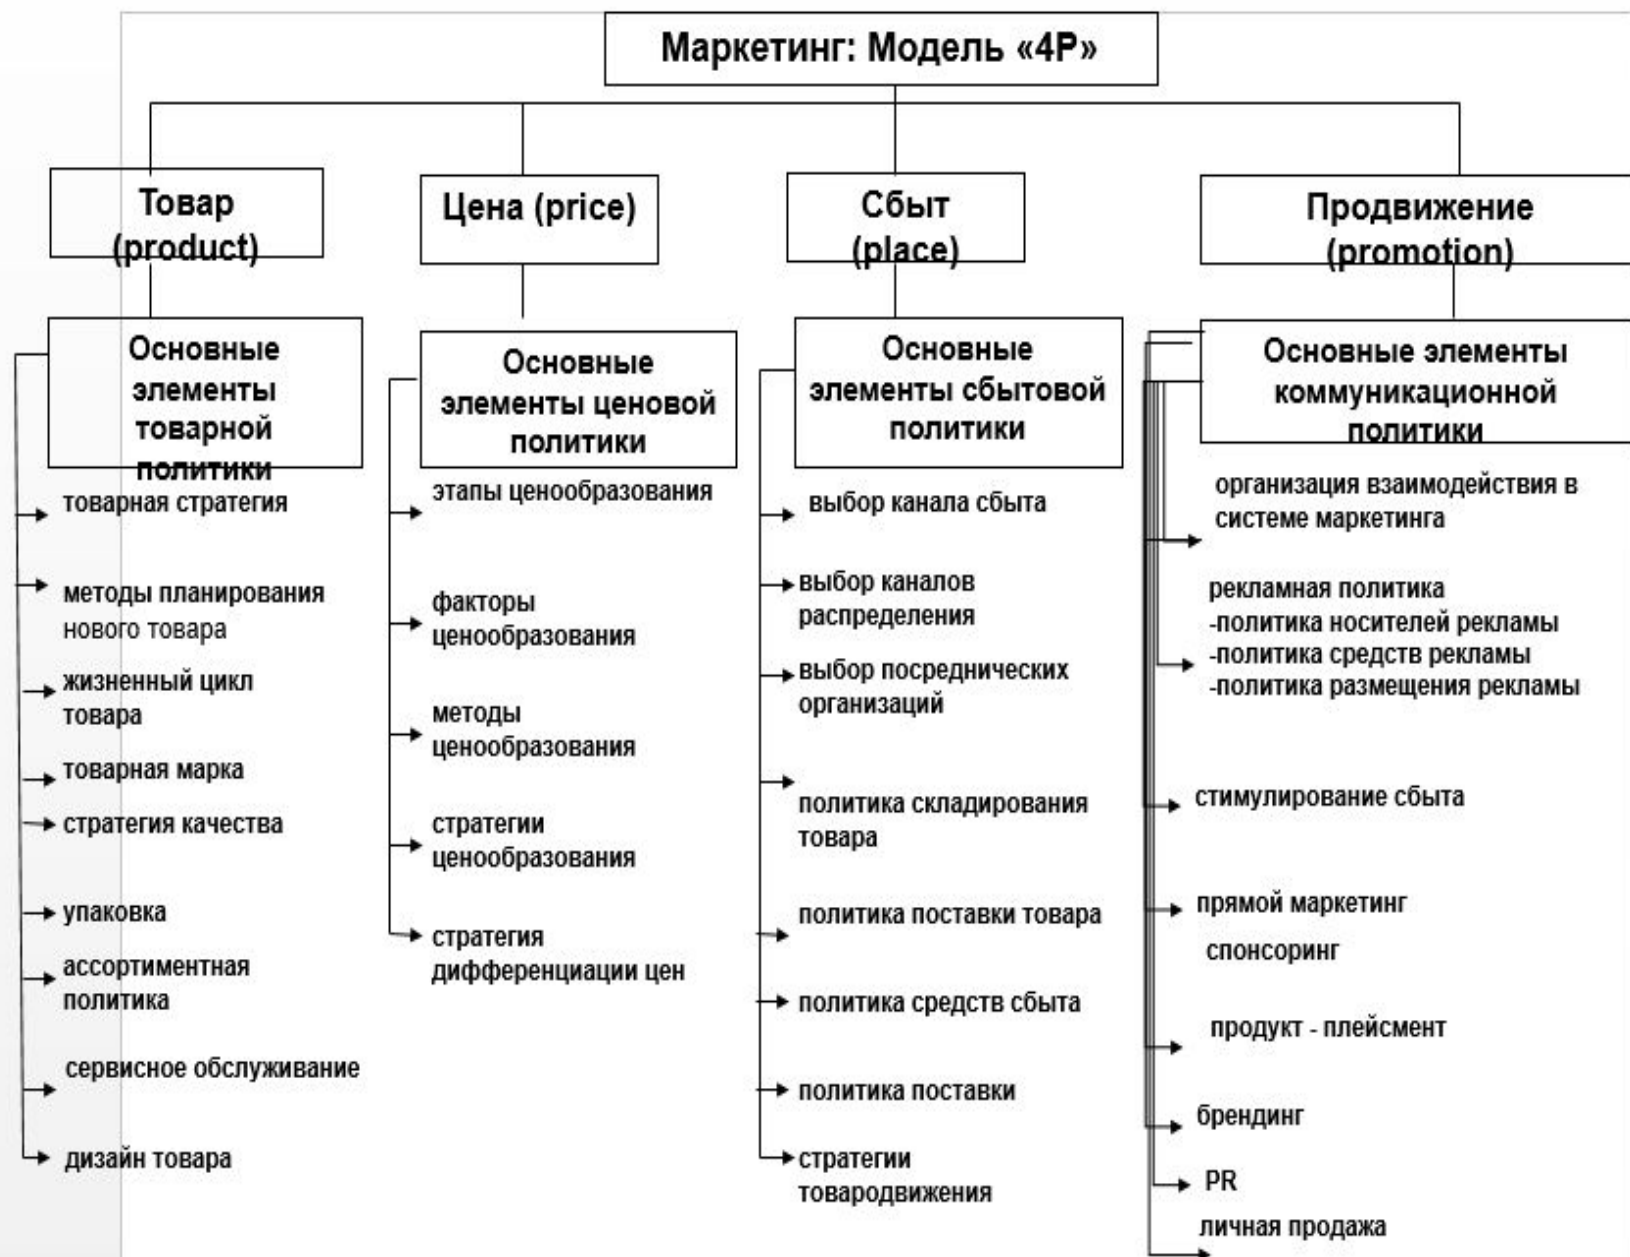 Маркетинг: Модель «4Р»
Товар
(product)
Цена (price)
Сбыт
(place)
Продвижение
(promotion)
Основные
элементы
товарной
политики
Основные
элементы ценовой
политики
Основные
элементы сбытовой
политики
Основные элементы
коммуникационной
политики
товарная стратегия
методы планирования
нового товара
жизненный цикл
товара
товарная марка
стратегия качества
упаковка
ассортиментная
политика
сервисное обслуживание
дизайн товара
этапы ценообразования
факторы
ценообразования
методы
ценообразования
стратегии
ценообразования
стратегия
дифференциации цен
выбор канала сбыта
выбор каналов
распределения
выбор посреднических
организаций
политика складирования
товара
политика поставки товара
политика средств сбыта
политика поставки
стратегии
товародвижения
организация взаимодействия в
системе маркетинга
рекламная политика
-политика носителей рекламы
-политика средств рекламы
-политика размещения рекламы
стимулирование сбыта
прямой маркетинг
спонсоринг
продукт - плейсмент
брендинг
PR
личная продажа